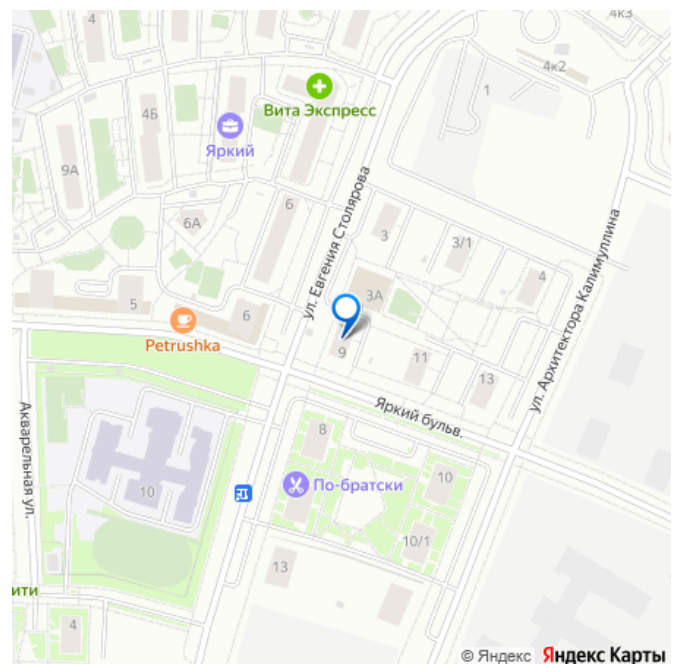 4
4к3
4к2
1
Вита Экспресс
4Б
Яркий
9А
ул. Евгения Столярова
6
6А
3
3/1
ул. Архитектора Калимуллина
4
3А
5
6
Petrushka
9
11
13
Яркий бульв.
Акварельная ул.
8
10
По-братски
10
10/1
13
ити
4
© Яндекс Яндекс Карты